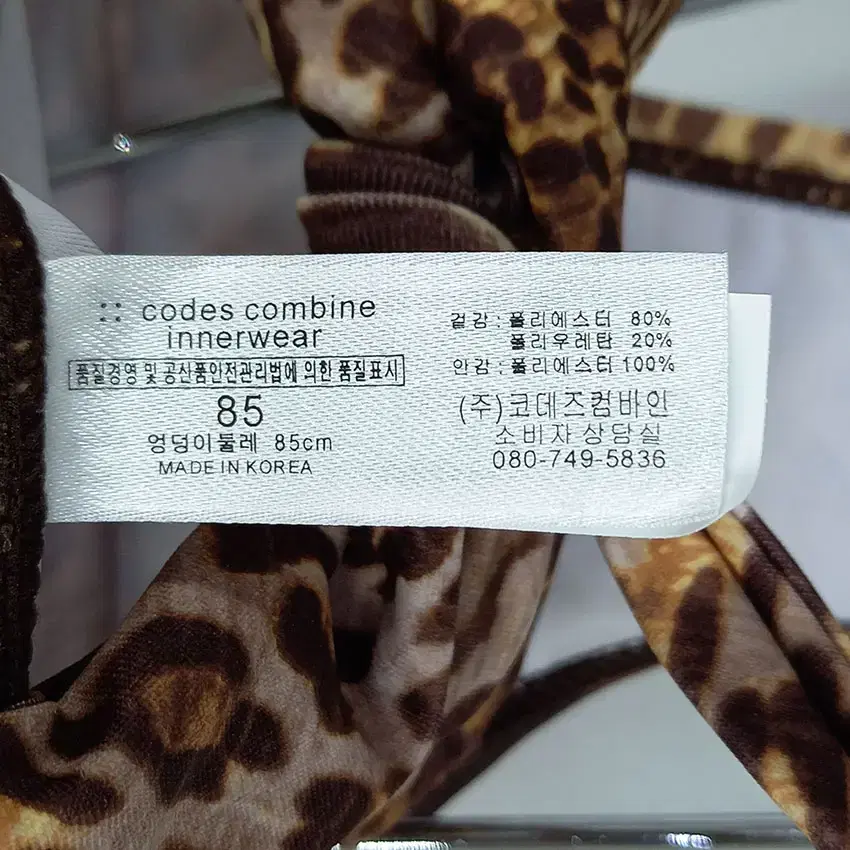 :: codes combine
innerwear
품질경영 및 공산품안전관리법에 의한 품질표시
85
엉덩이둘레 85cm
MADE IN KOREA
겉감 : 폴리에스터 80%
폴리우레탄 20%
안감 : 폴리에스터 100%
(주)코데즈컴바인
소비자 상담실
080-749-5836